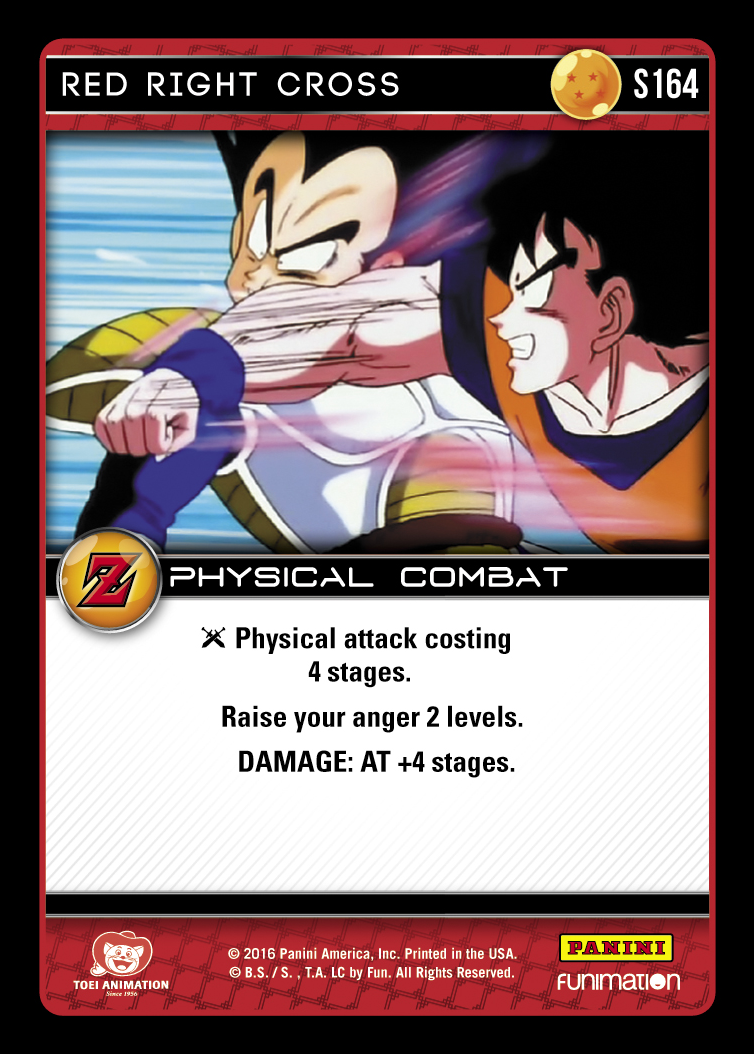 RED RIGHT CROSS S164
Z PHYSICAL COMBAT
Physical attack costing
4 stages.
Raise your anger 2 levels.
DAMAGE: AT +4 stages.
TOEI ANIMATION
Since 1956
© 2016 Panini America, Inc. Printed in the USA.
© B.S. / S. , T.A. LC by Fun. All Rights Reserved.
PANINI
FUNIMATION